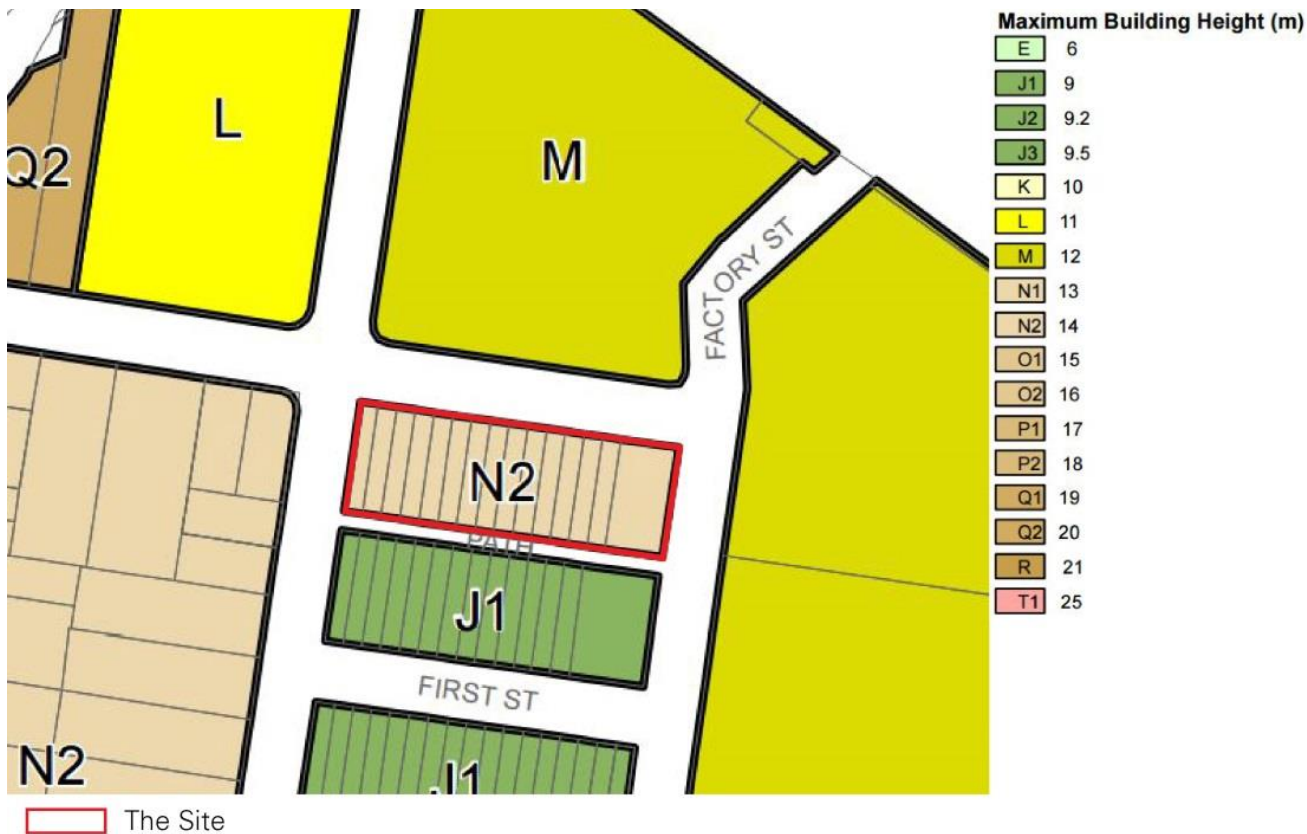 Maximum Building Height (m)
E 6
J1 9
J2 9.2
J3 9.5
K 10
L 11
M 12
N1 13
N2 14
O1 15
O2 16
P1 17
P2 18
Q1 19
Q2 20
R 21
T1 25
L
Q2
M
FACTORY ST
N2
PATH
J1
FIRST ST
N2
J1
The Site